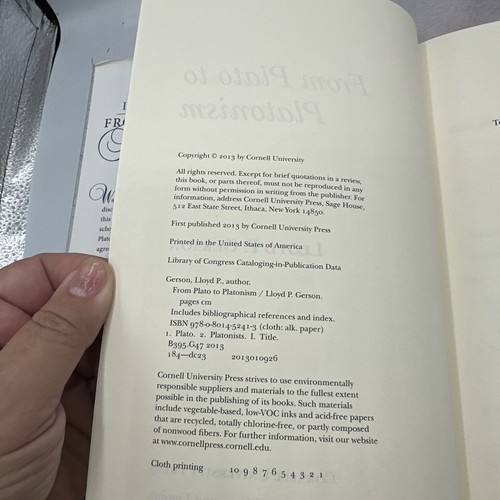 From Plato to
Platonism
Copyright © 2013 by Cornell University
All rights reserved. Except for brief quotations in a review,
this book, or parts thereof, must not be reproduced in any
form without permission in writing from the publisher. For
information, address Cornell University Press, Sage House,
512 East State Street, Ithaca, New York 14850.
First published 2013 by Cornell University Press
Printed in the United States of America
Library of Congress Cataloging-in-Publication Data
Gerson, Lloyd P., author.
From Plato to Platonism / Lloyd P. Gerson.
pages cm
Includes bibliographical references and index.
ISBN 978-0-8014-5241-3 (cloth: alk. paper)
1. Plato. 2. Platonists. I. Title.
B395.G47 2013
184—dc23 2013010926
Cornell University Press strives to use environmentally
responsible suppliers and materials to the fullest extent
possible in the publishing of its books. Such materials
include vegetable-based, low-VOC inks and acid-free papers
that are recycled, totally chlorine-free, or partly composed
of nonwood fibers. For further information, visit our website
at www.cornellpress.cornell.edu.
Cloth printing 10 9 8 7 6 5 4 3 2 1